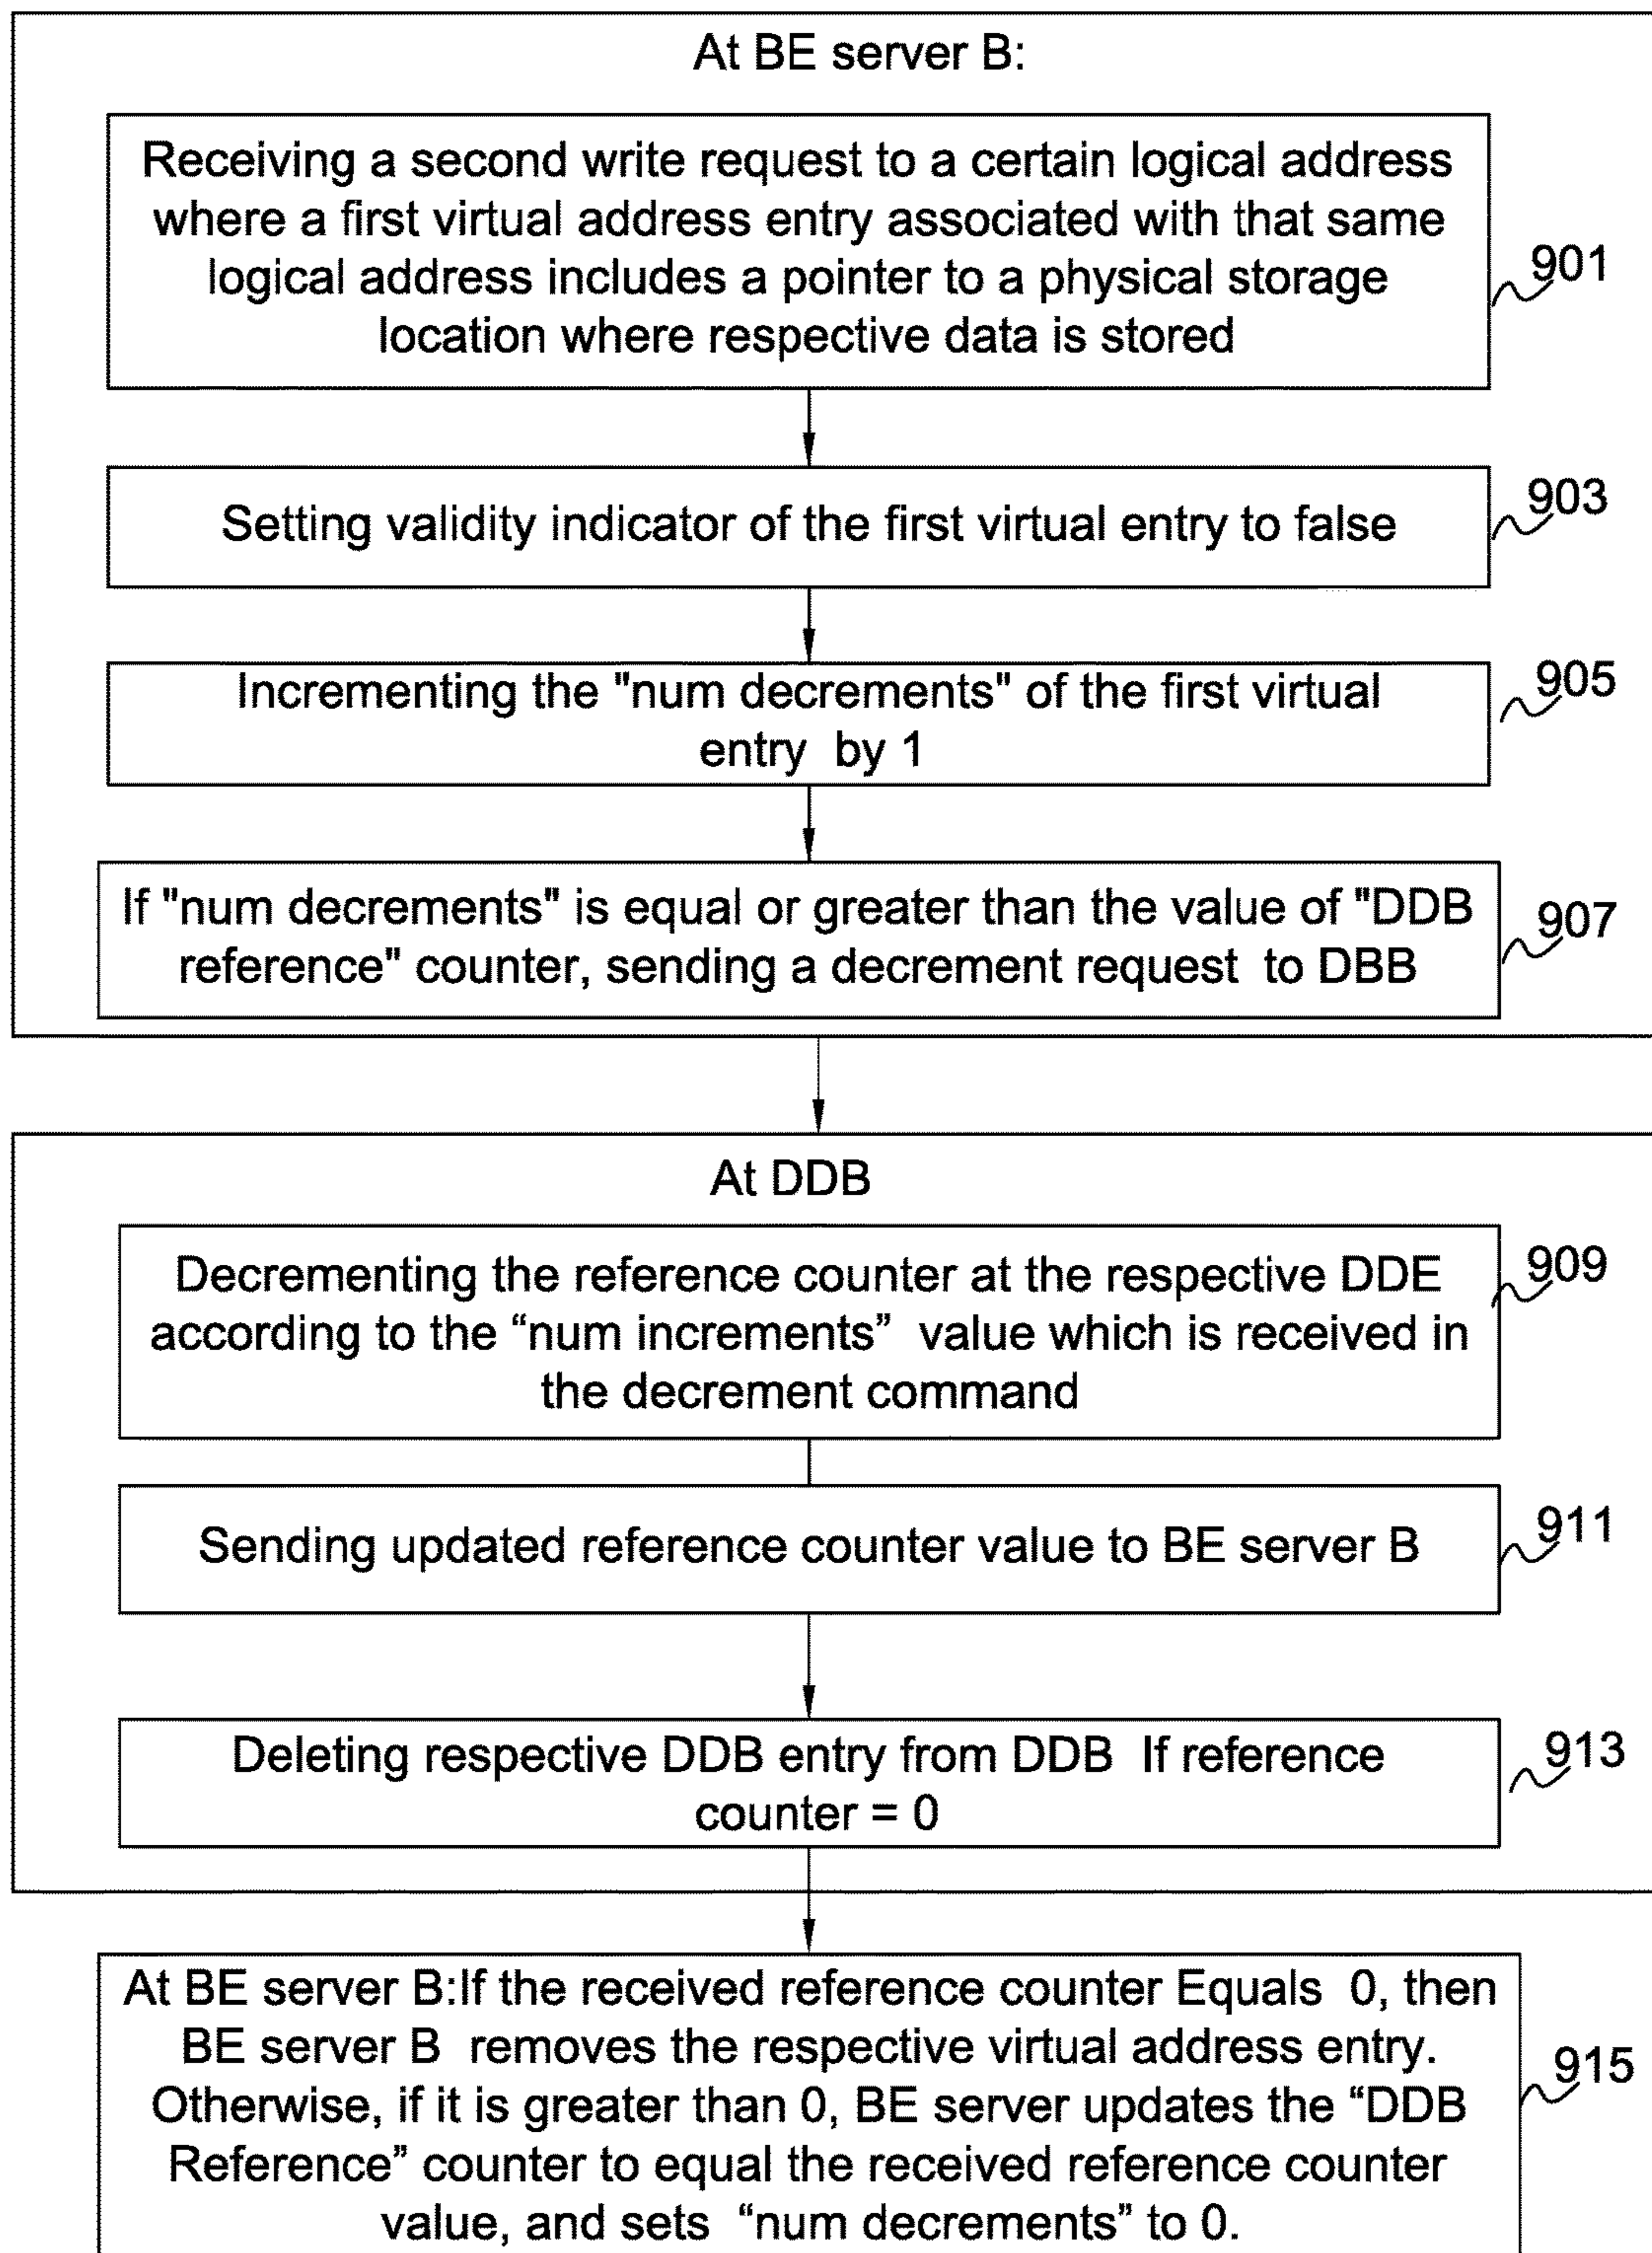 At BE server B:
Receiving a second write request to a certain logical address
where a first virtual address entry associated with that same
logical address includes a pointer to a physical storage
location where respective data is stored
901
Setting validity indicator of the first virtual entry to false
903
Incrementing the "num decrements" of the first virtual
entry by 1
905
If "num decrements" is equal or greater than the value of "DDB
reference" counter, sending a decrement request to DBB
907
At DDB
Decrementing the reference counter at the respective DDE
according to the “num increments” value which is received in
the decrement command
909
Sending updated reference counter value to BE server B
911
Deleting respective DDB entry from DDB If reference
counter = 0
913
At BE server B:If the received reference counter Equals 0, then
BE server B removes the respective virtual address entry.
Otherwise, if it is greater than 0, BE server updates the “DDB
Reference” counter to equal the received reference counter
value, and sets “num decrements” to 0.
915